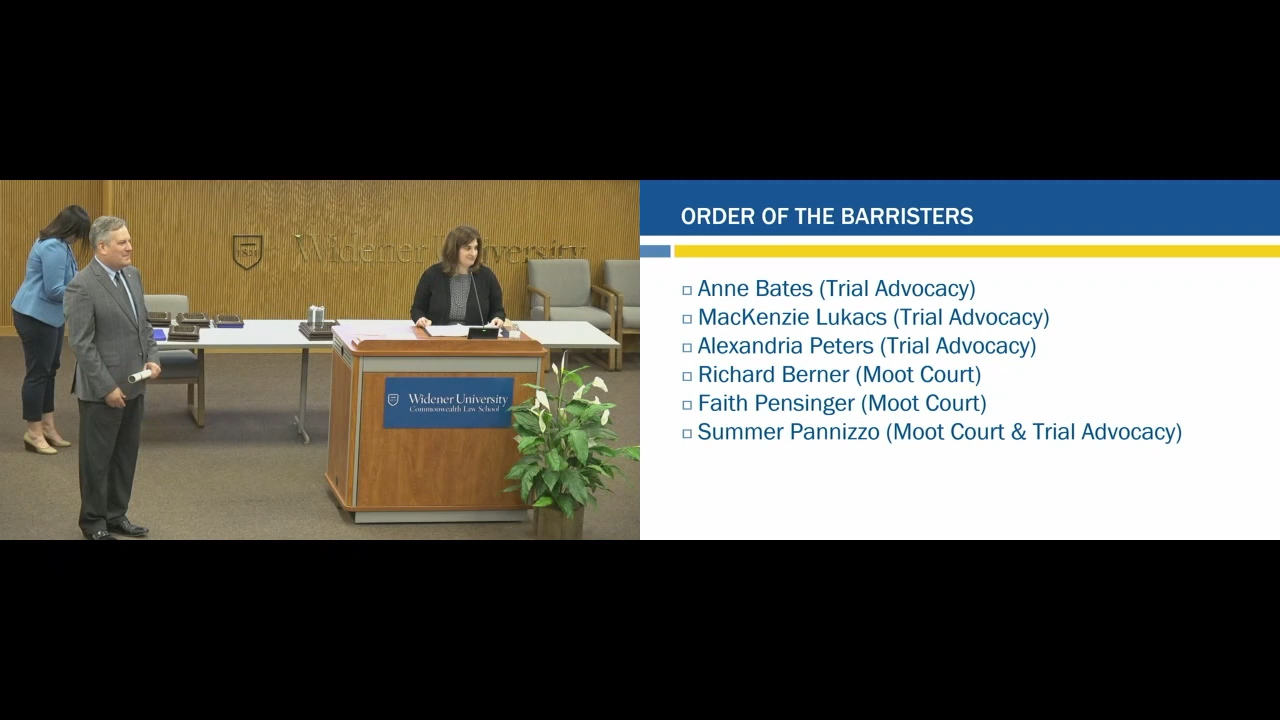 1821
Widener University
Widener University
Commonwealth Law School
ORDER OF THE BARRISTERS
Anne Bates (Trial Advocacy)
MacKenzie Lukacs (Trial Advocacy)
Alexandria Peters (Trial Advocacy)
Richard Berner (Moot Court)
Faith Pensinger (Moot Court)
Summer Pannizzo (Moot Court & Trial Advocacy)